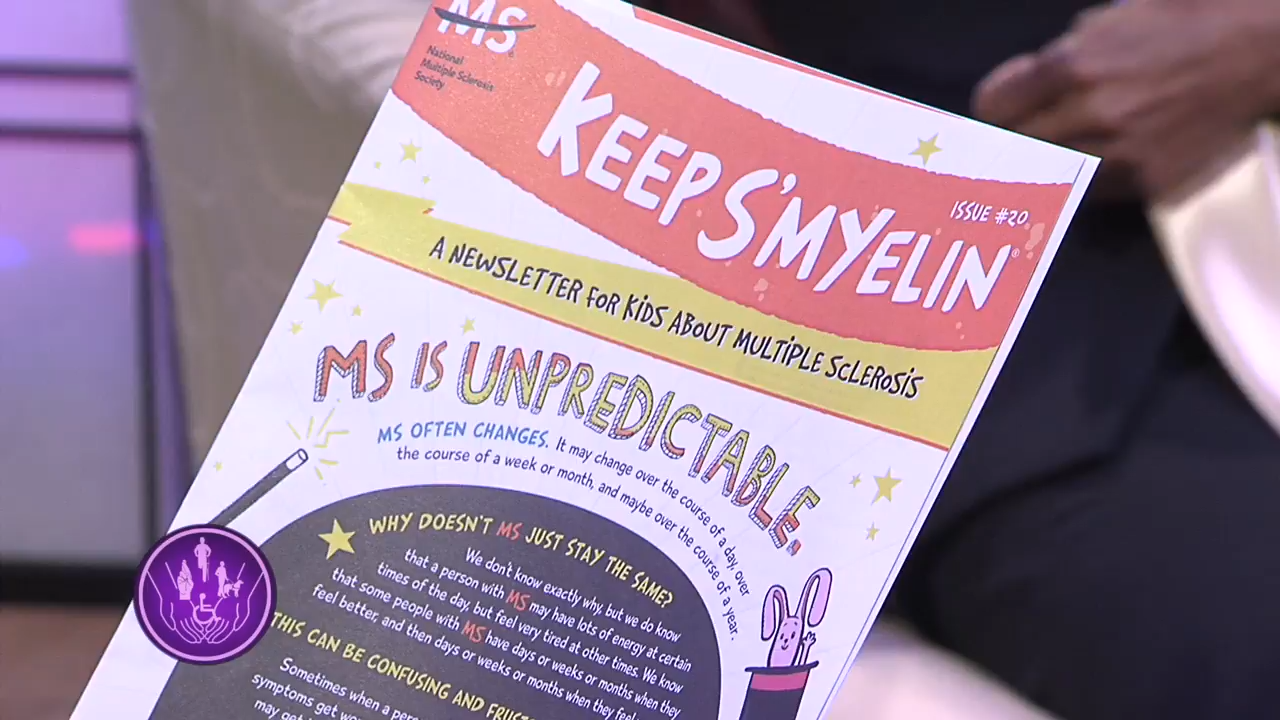 MS
National
Multiple Sclerosis
Society
KEEP S'MYELIN®
ISSUE #20
A NEWSLETTER FOR KIDS ABOUT MULTIPLE SCLEROSIS
MS IS UNPREDICTABLE.
MS OFTEN CHANGES. It may change over the course of a day, over
the course of a week or month, and maybe over the course of a year.
WHY DOESN'T MS JUST STAY THE SAME?
We don't know exactly why, but we do know
that a person with MS may have lots of energy at certain
times of the day, but feel very tired at other times. We know
that some people with MS have days or weeks or months when they
feel better, and then days or weeks or months when they feel
THIS CAN BE CONFUSING AND
Sometimes when a
symptoms get
may